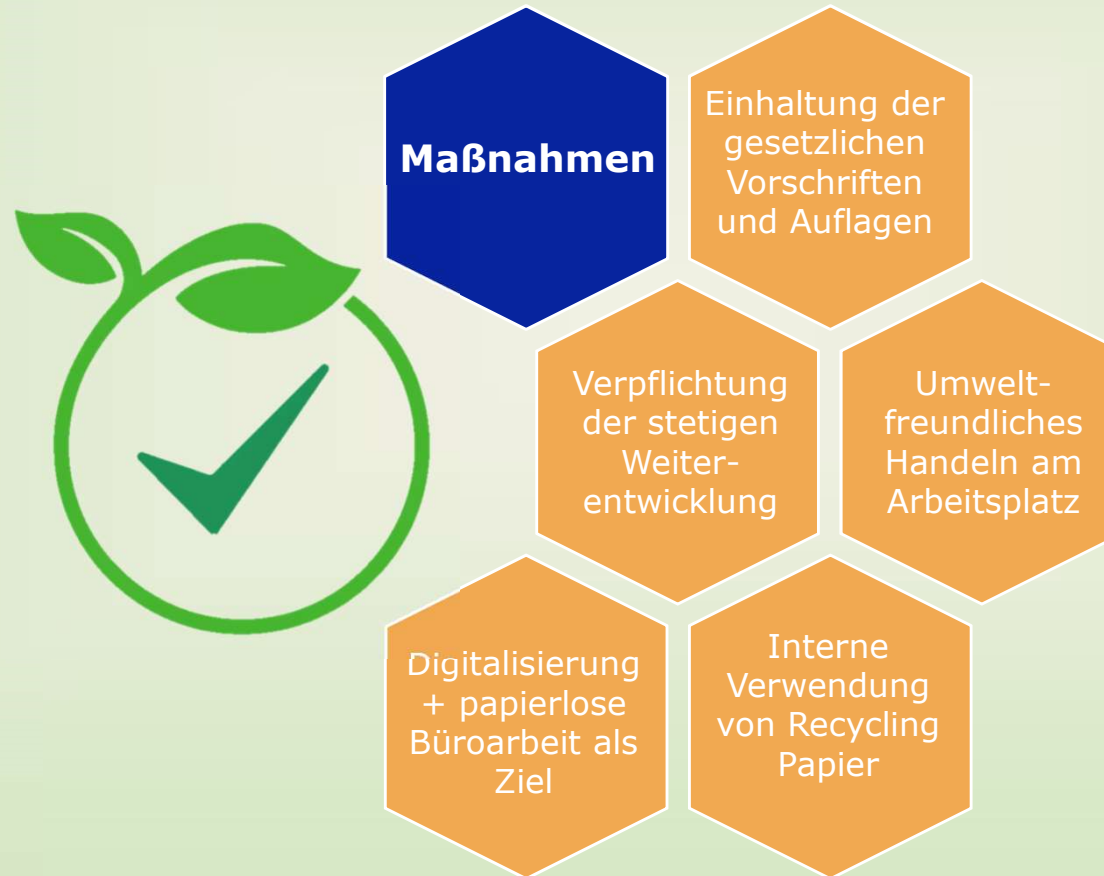 Maßnahmen
Einhaltung der
gesetzlichen
Vorschriften
und Auflagen
Verpflichtung
der stetigen
Weiter-
entwicklung
Umwelt-
freundliches
Handeln am
Arbeitsplatz
Digitalisierung
+ papierlose
Büroarbeit als
Ziel
Interne
Verwendung
von Recycling
Papier